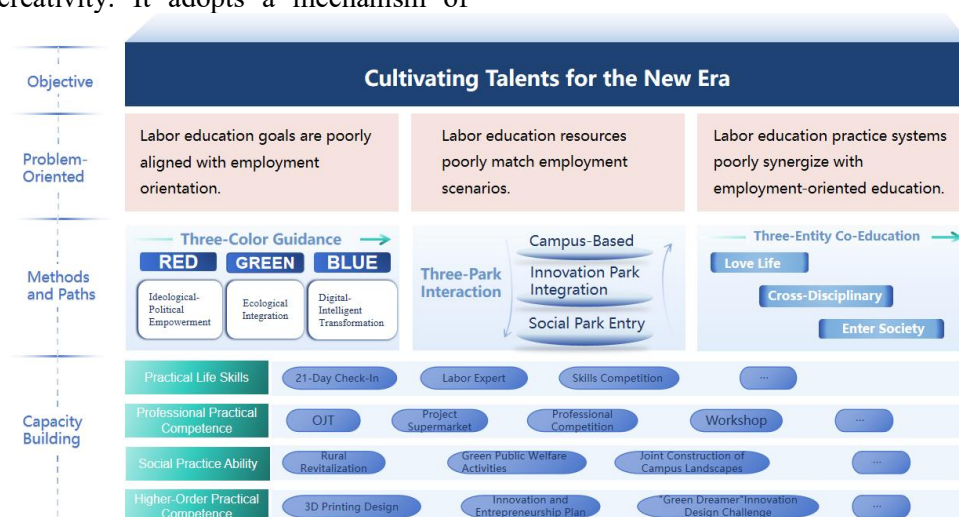 creativity. It adopts a mechanism of
Objective
Cultivating Talents for the New Era
Problem-
Oriented
Labor education goals are poorly
aligned with employment
orientation.
Labor education resources
poorly match employment
scenarios.
Labor education practice systems
poorly synergize with
employment-oriented education.
Methods
and Paths
Three-Color Guidance
RED
GREEN
BLUE
Ideological-
Political
Empowerment
Ecological
Integration
Digital-
Intelligent
Transformation
Three-Park
Interaction
Campus-Based
Innovation Park
Integration
Social Park Entry
Three-Entity Co-Education
Love Life
Cross-Disciplinary
Enter Society
Capacity
Building
Practical Life Skills
21-Day Check-In
Labor Expert
Skills Competition
...
Professional Practical
Competence
OJT
Project
Supermarket
Professional
Competition
Workshop
...
Social Practice Ability
Rural
Revitalization
Green Public Welfare
Activities
Joint Construction of
Campus Landscapes
...
Higher-Order Practical
Competence
3D Printing Design
Innovation and
Entrepreneurship Plan
"Green Dreamer"Innovation
Design Challenge
...